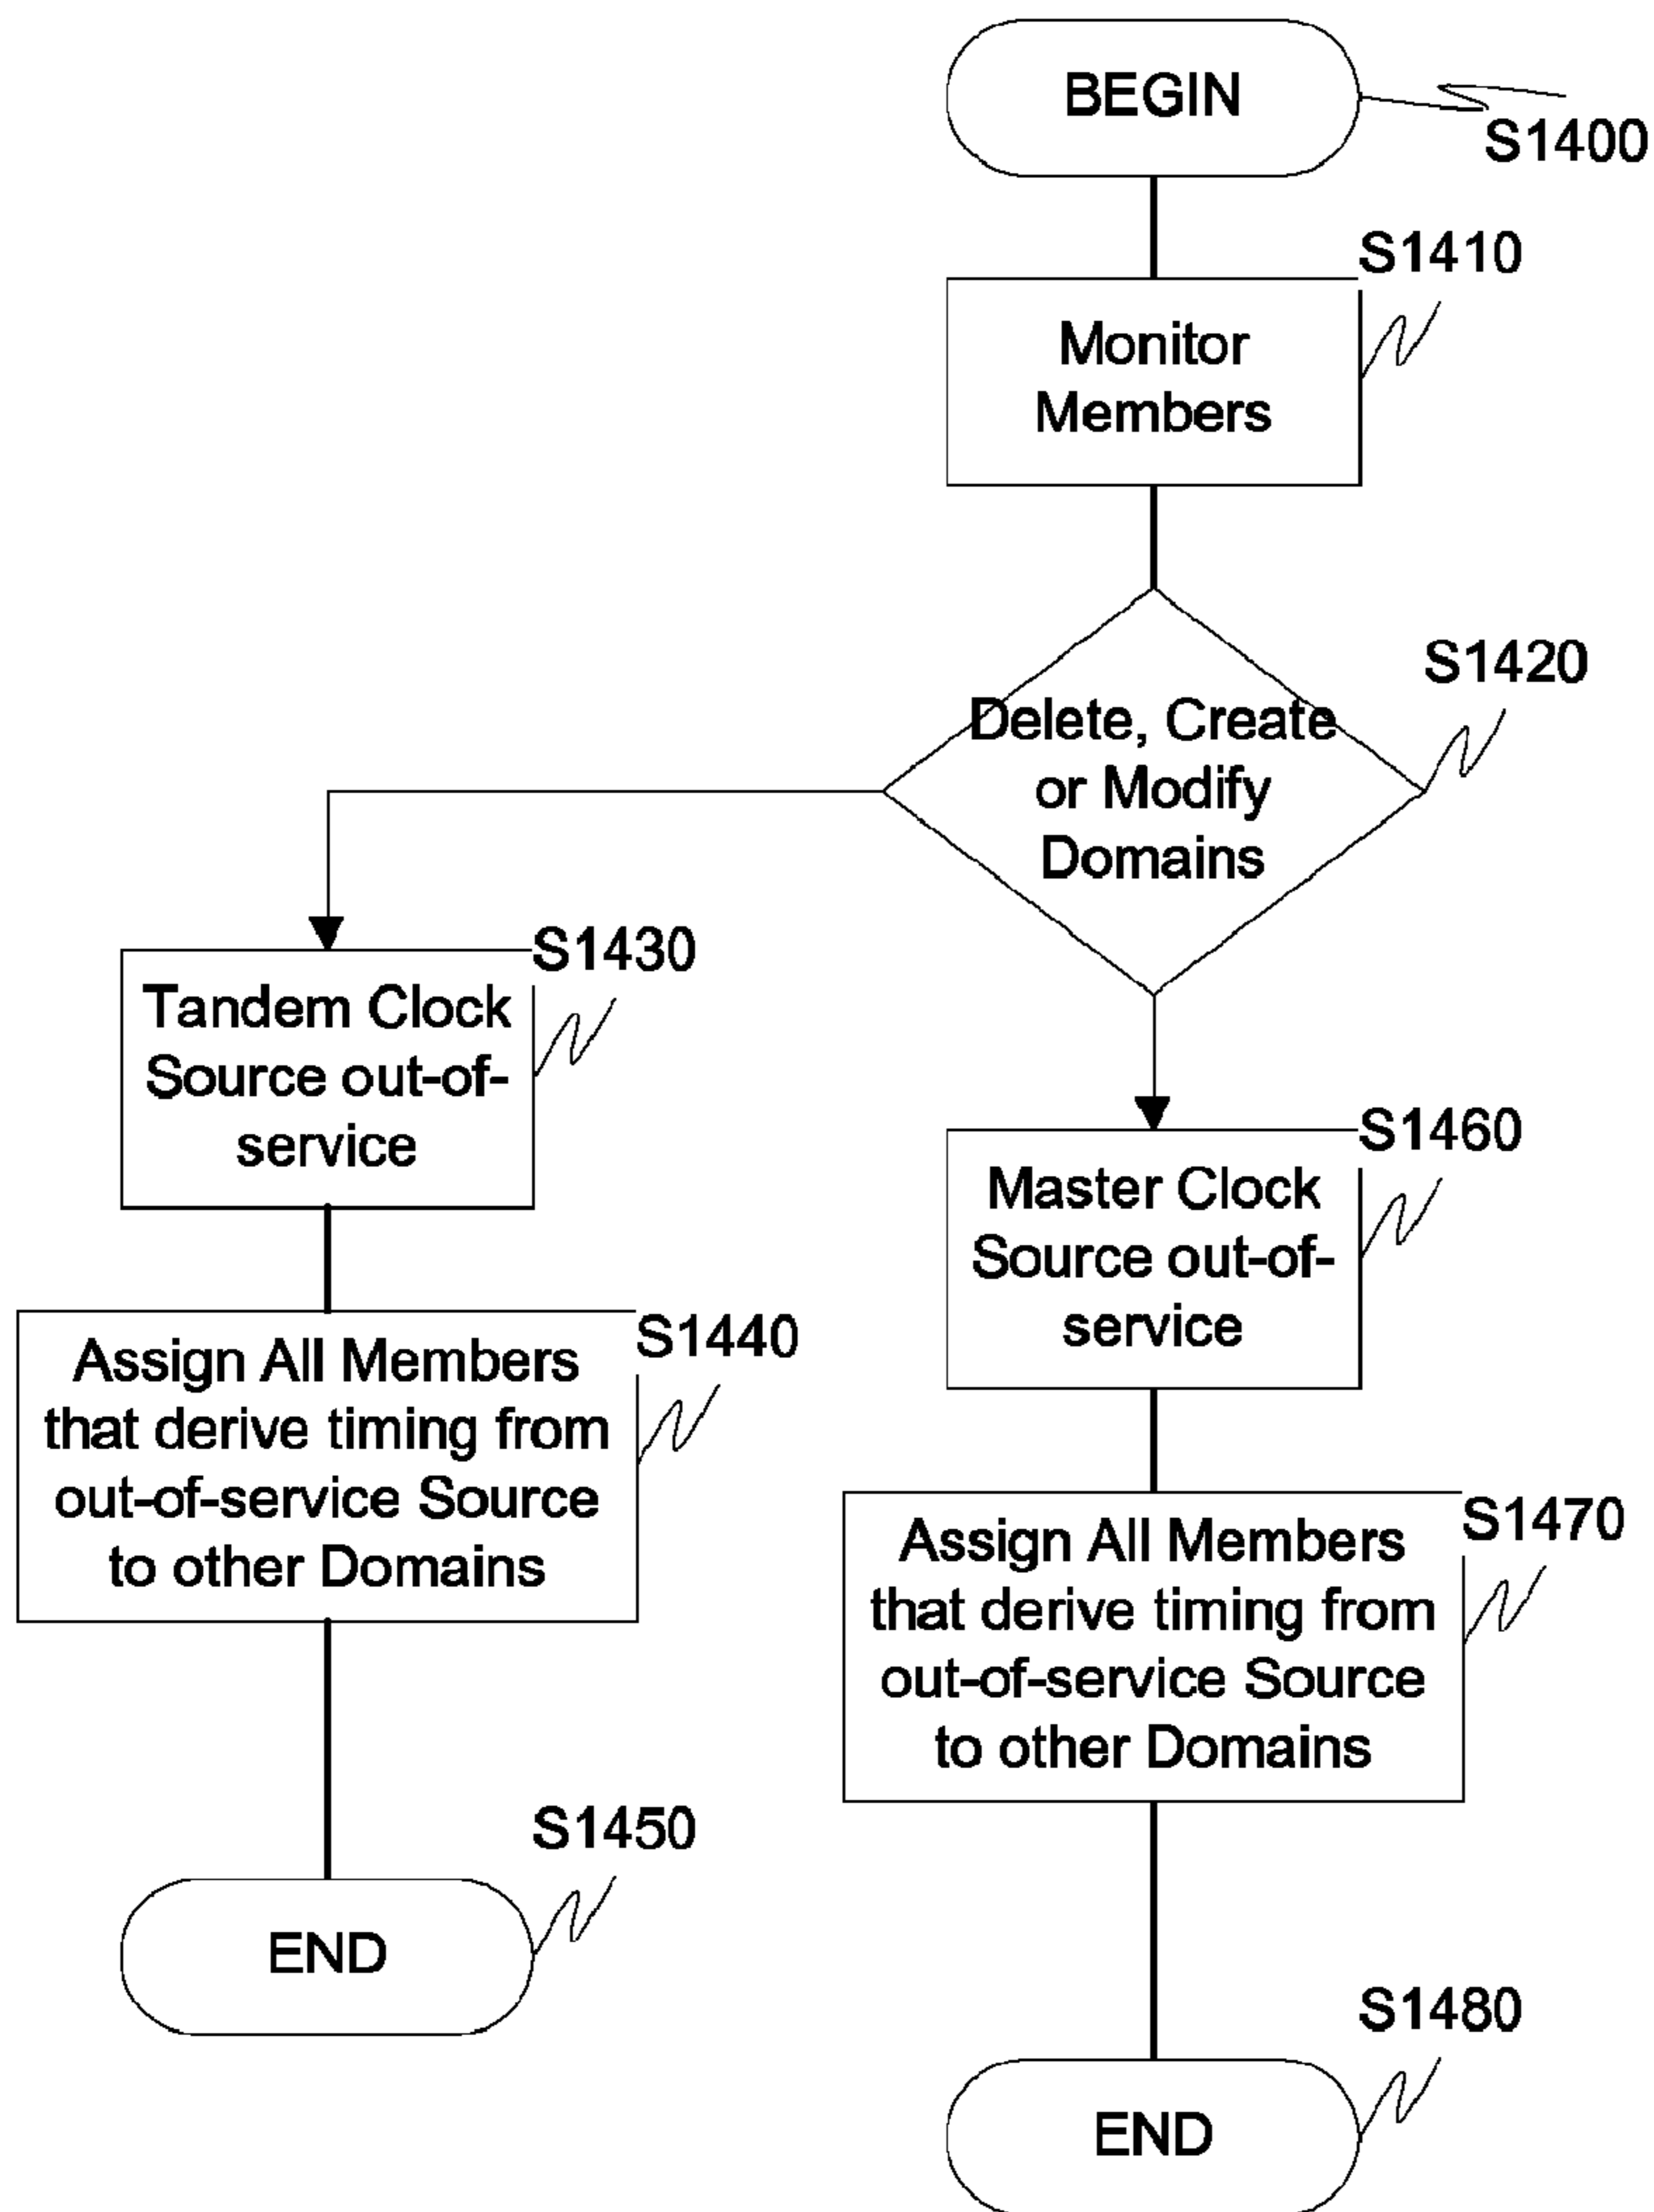 BEGIN
S1400
S1410
Monitor
Members
S1420
Delete, Create
or Modify
Domains
S1430
Tandem Clock
Source out-of-
service
S1440
Assign All Members
that derive timing from
out-of-service Source
to other Domains
S1450
END
S1460
Master Clock
Source out-of-
service
S1470
Assign All Members
that derive timing from
out-of-service Source
to other Domains
S1480
END